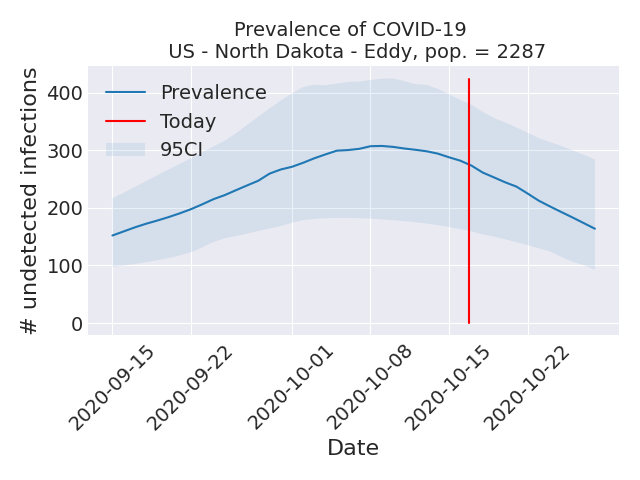 Prevalence of COVID-19
US - North Dakota - Eddy, pop. = 2287
# undetected infections
400
300
200
100
0
Prevalence
Today
95CI
2020-09-15
2020-09-22
2020-10-01
2020-10-08
2020-10-15
2020-10-22
Date